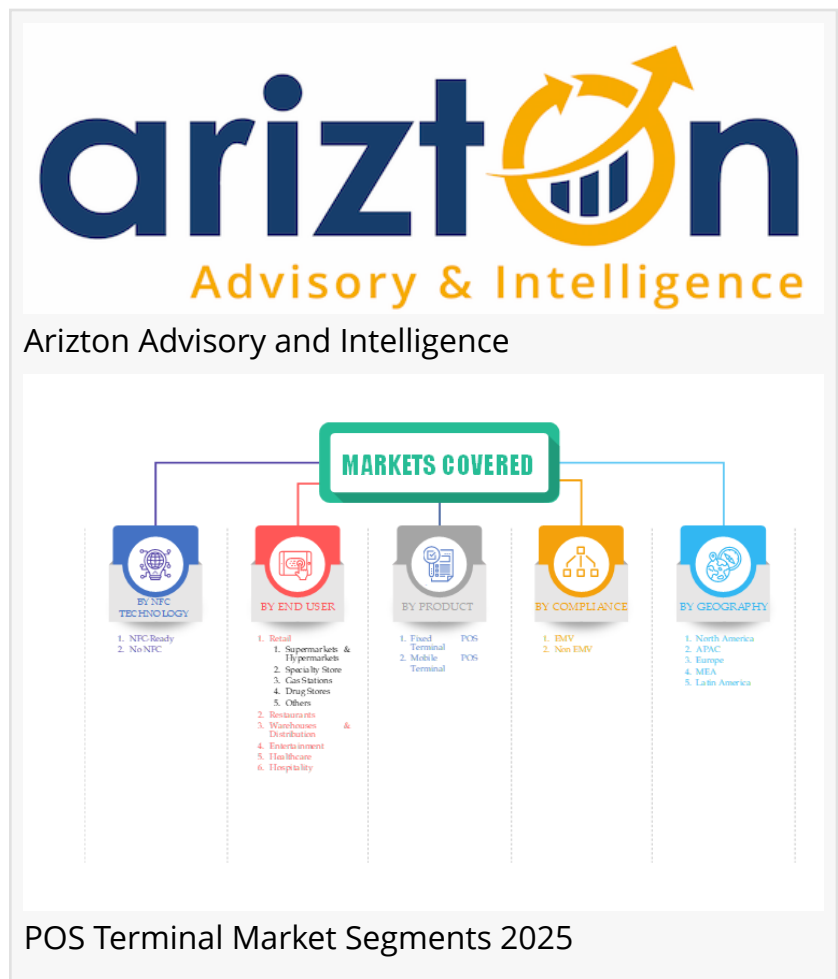 arizton
Advisory & Intelligence
Arizton Advisory and Intelligence
MARKETS COVERED
BY NFC
TECHNOLOGY
1. NFC-Ready
2. No NFC
BY END USER
1. Retail
1. Supermarkets &
Hypermarkets
2. Specialty Store
3. Gas Stations
4. Drug Stores
5. Others
2. Restaurants
3. Warehouses &
Distribution
4. Entertainment
5. Healthcare
6. Hospitality
BY PRODUCT
1. Fixed POS
Terminal
2. Mobile POS
Terminal
BY COMPLIANCE
1. EMV
2. Non EMV
BY GEOGRAPHY
1. North America
2. APAC
3. Europe
4. MEA
5. Latin America
POS Terminal Market Segments 2025